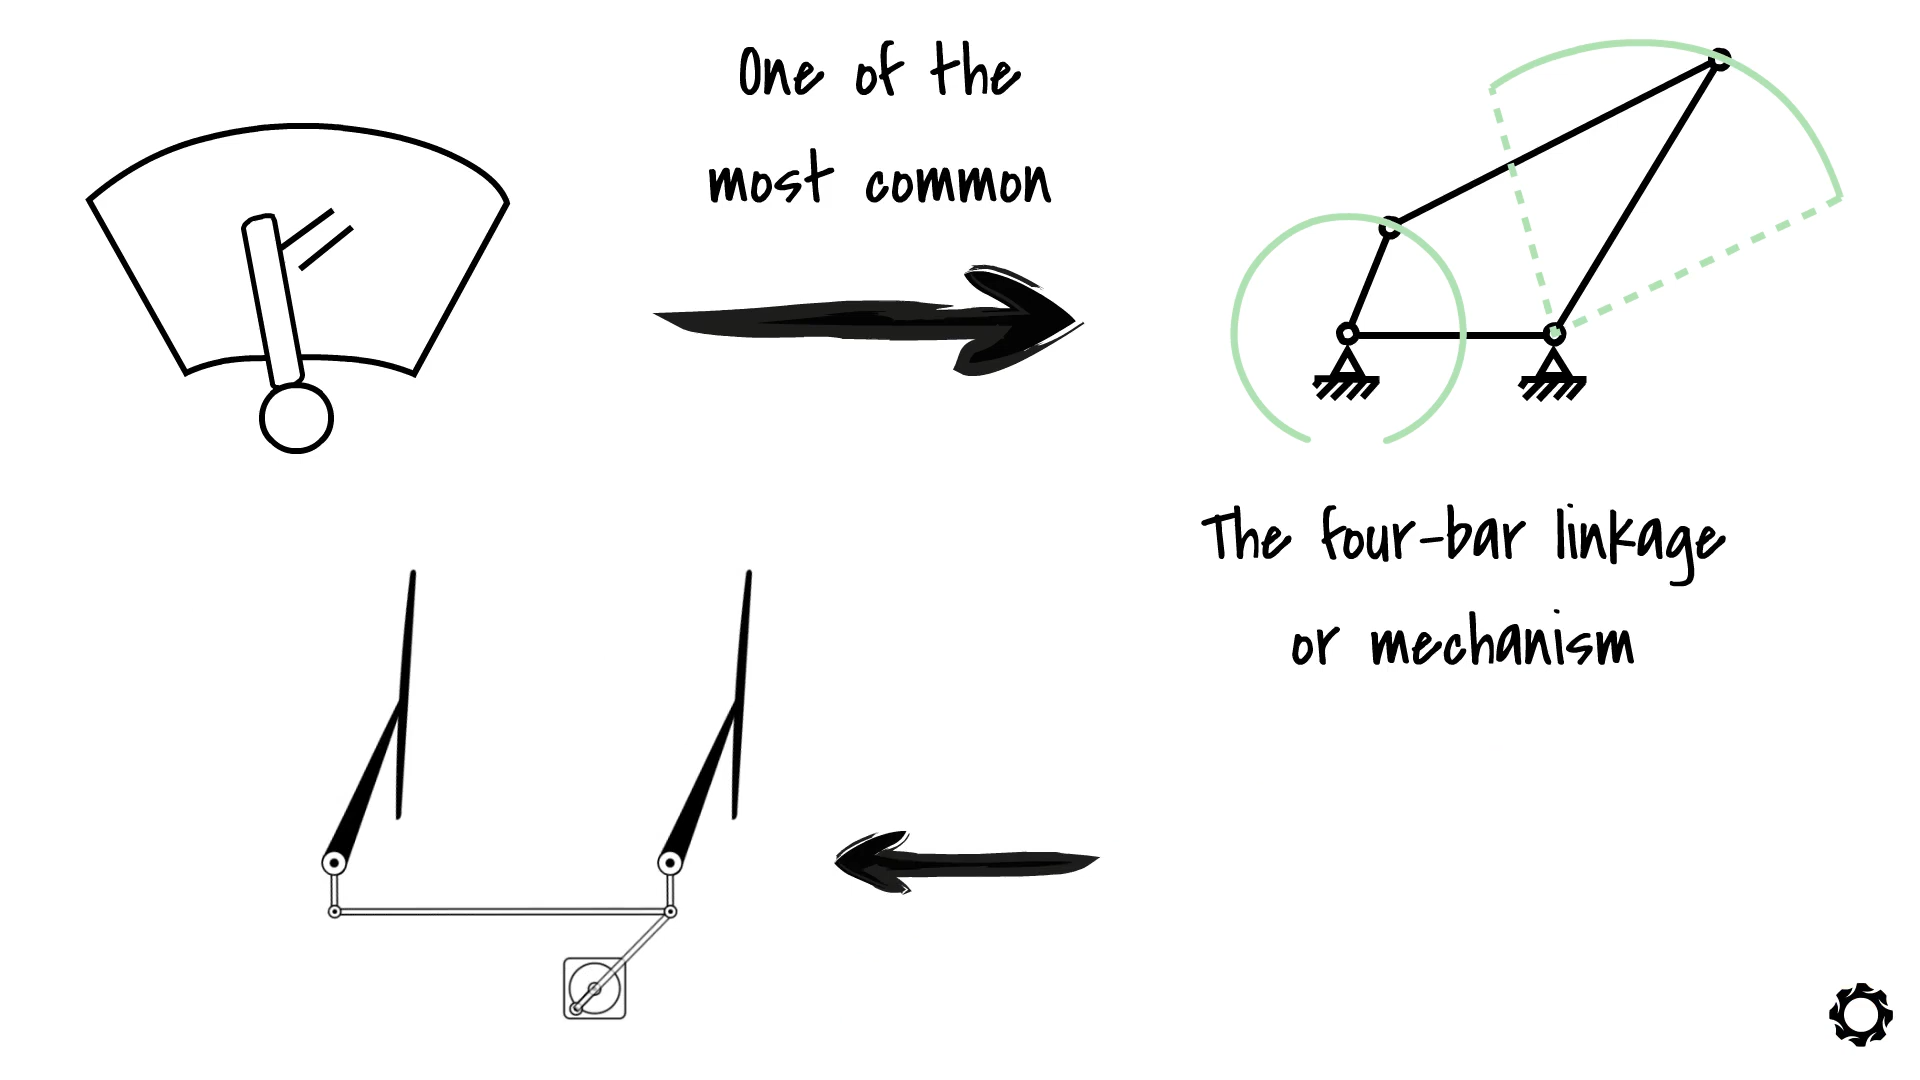 One of the
most common
The four-bar linkage
or mechanism